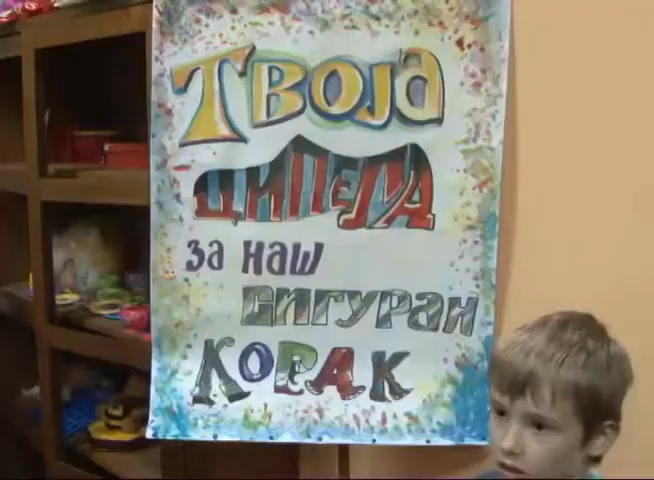 Твоја
ЦИПЕЛА
за наш
СИГУРАН
КОРАК